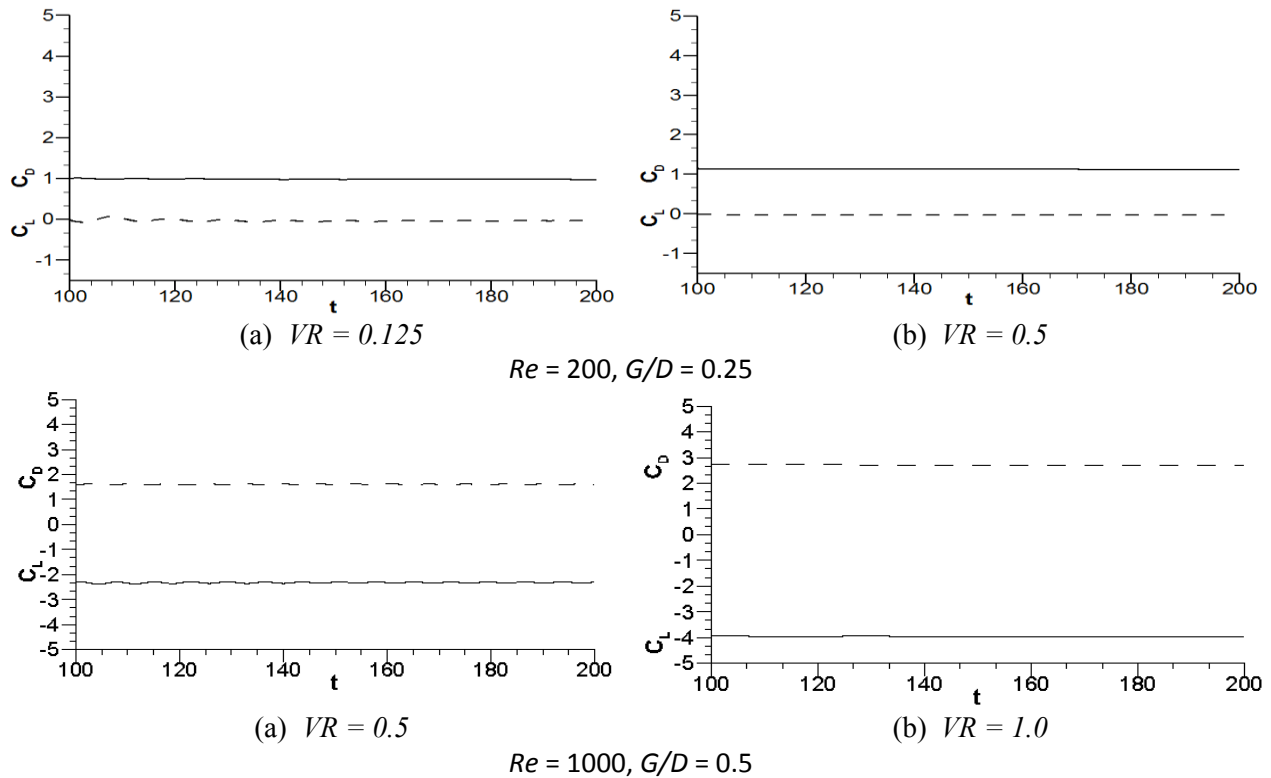 5
4
3
2
1
0
-1
C_D
C_L
100 120 140 160 180 200
t
(a) VR = 0.125
5
4
3
2
1
0
-1
C_D
C_L
100 120 140 160 180 200
t
(b) VR = 0.5
Re = 200, G/D = 0.25
5
4
3
2
1
0
-1
-2
-3
-4
-5
C_D
C_L
100 120 140 160 180 200
t
(a) VR = 0.5
5
4
3
2
1
0
-1
-2
-3
-4
-5
C_D
C_L
100 120 140 160 180 200
t
(b) VR = 1.0
Re = 1000, G/D = 0.5